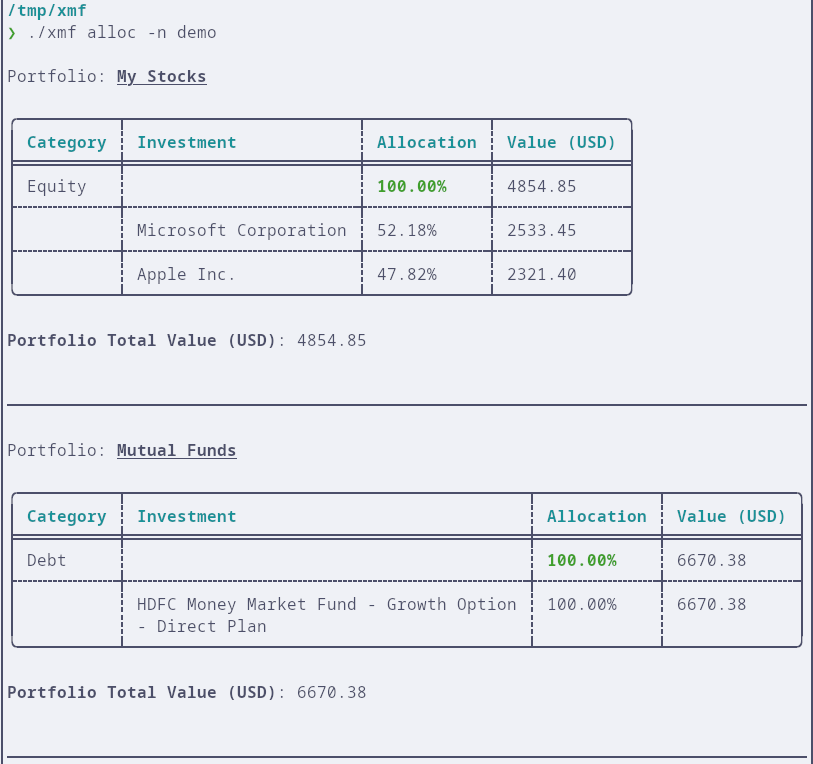 /tmp/xmf
❯ ./xmf alloc -n demo
Portfolio: My Stocks
Category Investment Allocation Value (USD)
Equity 100.00% 4854.85
Microsoft Corporation 52.18% 2533.45
Apple Inc. 47.82% 2321.40
Portfolio Total Value (USD): 4854.85
Portfolio: Mutual Funds
Category Investment Allocation Value (USD)
Debt 100.00% 6670.38
HDFC Money Market Fund - Growth Option 100.00% 6670.38
- Direct Plan
Portfolio Total Value (USD): 6670.38